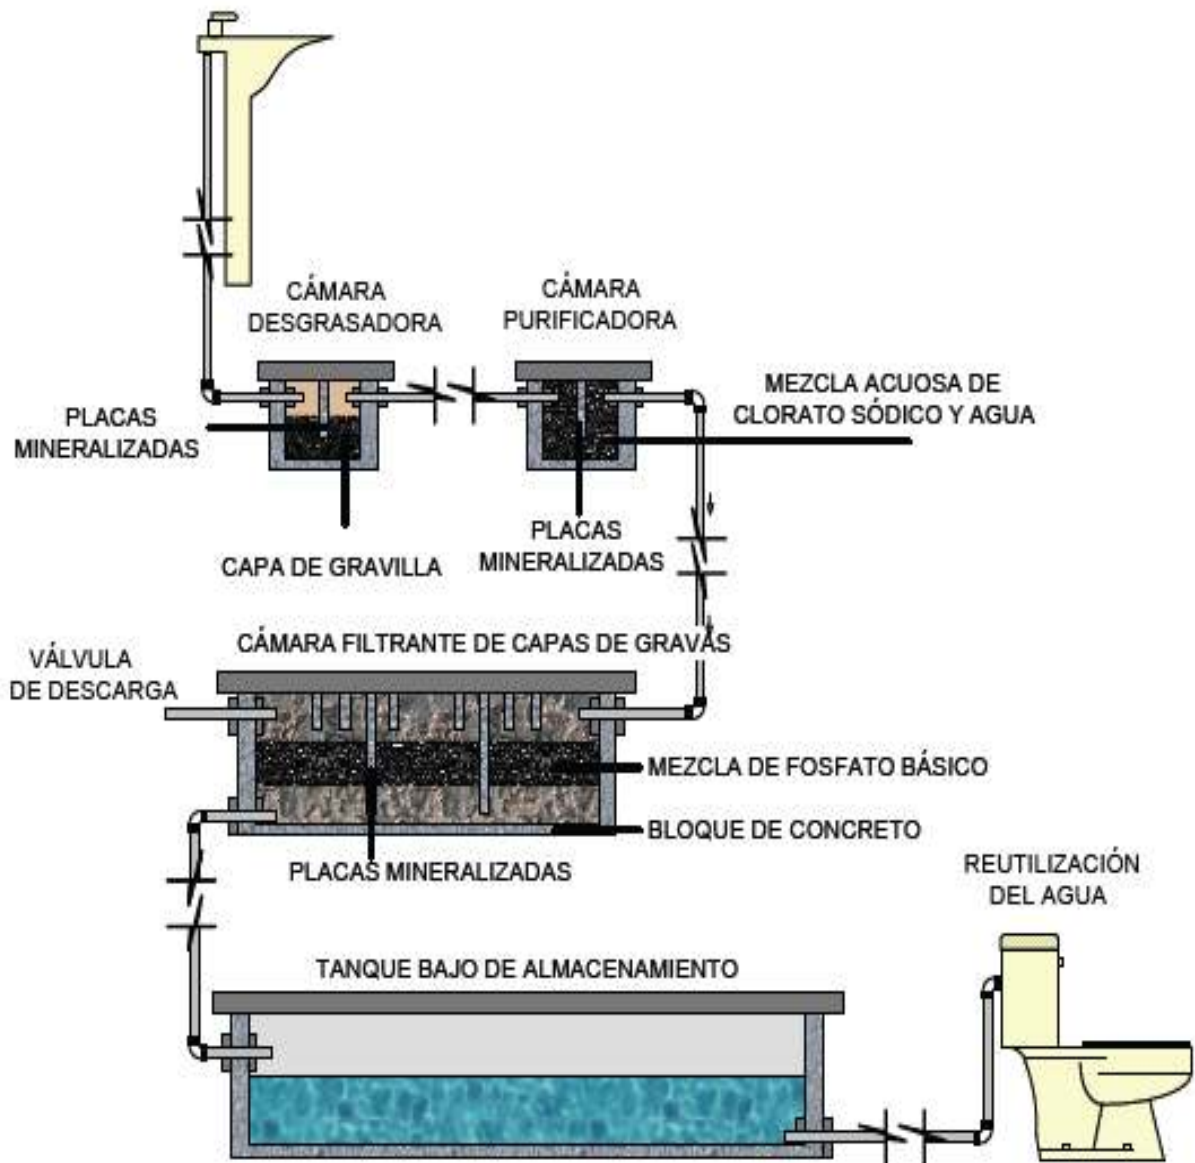 CÁMARA
DESGRASADORA
CÁMARA
PURIFICADORA
MEZCLA ACUOSA DE
CLORATO SÓDICO Y AGUA
PLACAS
MINERALIZADAS
PLACAS
MINERALIZADAS
CAPA DE GRAVILLA
CÁMARA FILTRANTE DE CAPAS DE GRAVAS
VÁLVULA
DE DESCARGA
MEZCLA DE FOSFATO BÁSICO
BLOQUE DE CONCRETO
PLACAS MINERALIZADAS
REUTILIZACIÓN
DEL AGUA
TANQUE BAJO DE ALMACENAMIENTO